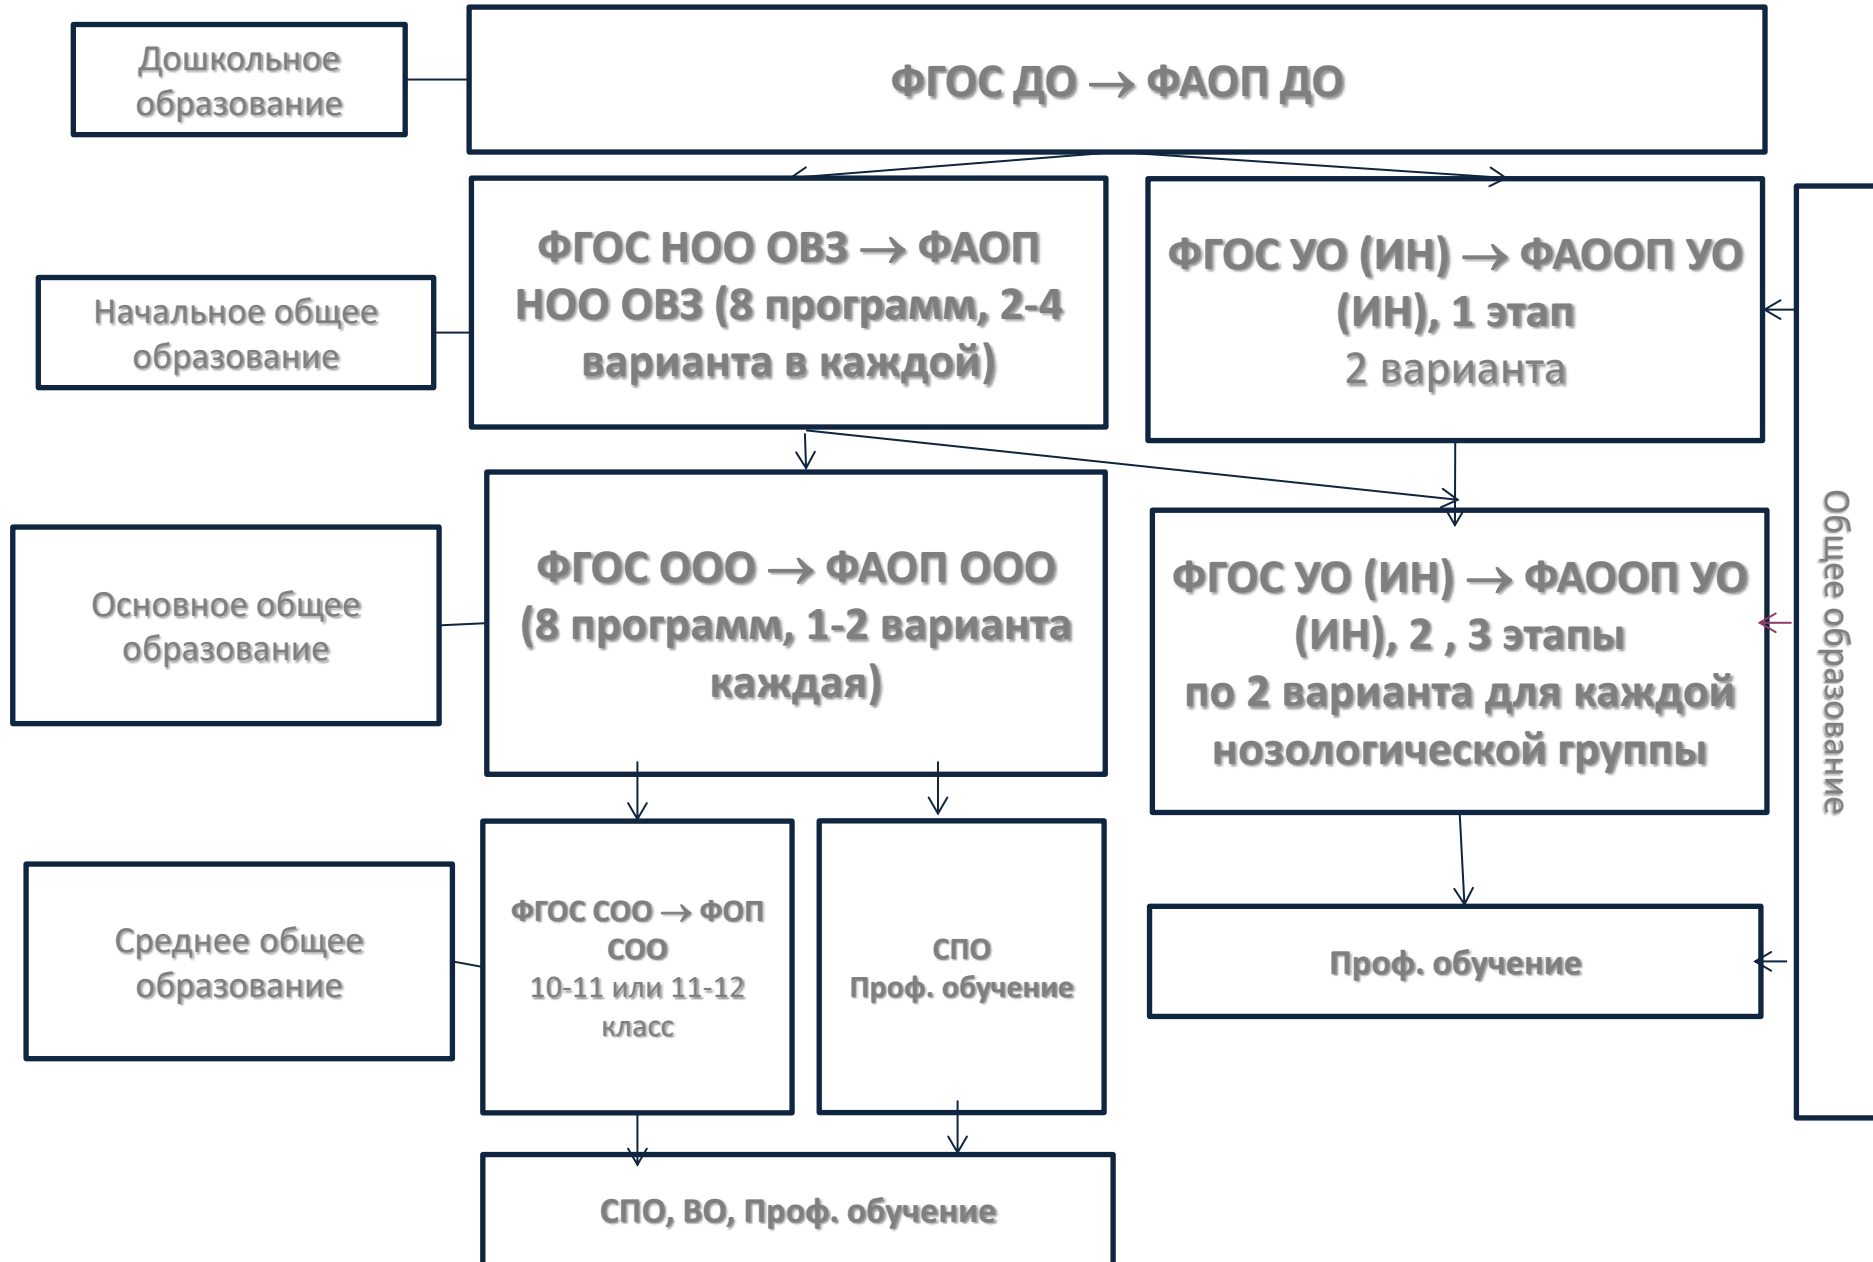 Дошкольное
образование
ФГОС ДО → ФАОП ДО
Начальное общее
образование
ФГОС НОО ОВЗ → ФАОП
НОО ОВЗ (8 программ, 2-4
варианта в каждой)
ФГОС УО (ИН) → ФАООП УО
(ИН), 1 этап
2 варианта
Общее образование
Основное общее
образование
ФГОС ООО → ФАОП ООО
(8 программ, 1-2 варианта
каждая)
ФГОС УО (ИН) → ФАООП УО
(ИН), 2 , 3 этапы
по 2 варианта для каждой
нозологической группы
Среднее общее
образование
ФГОС СОО → ФОП
СОО
10-11 или 11-12
класс
СПО
Проф. обучение
Проф. обучение
СПО, ВО, Проф. обучение